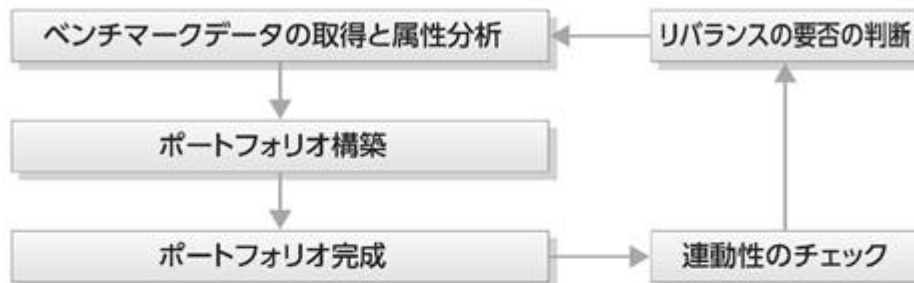 ベンチマークデータの取得と属性分析
リバランスの要否の判断
ポートフォリオ構築
ポートフォリオ完成
連動性のチェック